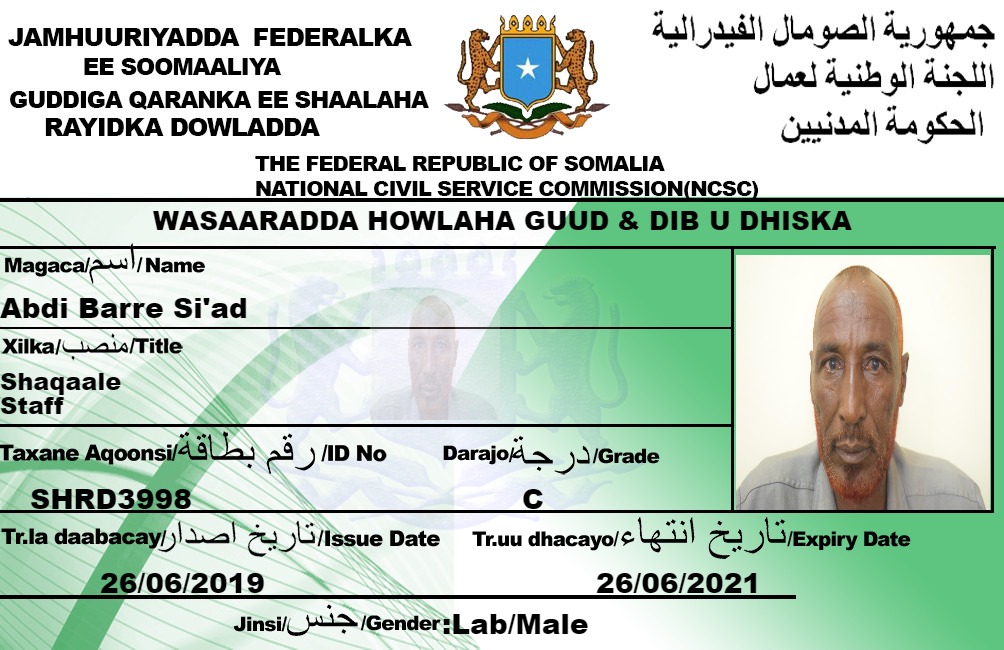 JAMHUURIYADDA FEDERALKA
EE SOOMAALIYA
GUDDIGA QARANKA EE SHAALAHA
RAYIDKA DOWLADDA
جمهورية الصومال الفيدرالية
اللجنة الوطنية لعمال
الحكومة المدنيين
THE FEDERAL REPUBLIC OF SOMALIA
NATIONAL CIVIL SERVICE COMMISSION(NCSC)
WASAARADDA HOWLAHA GUUD & DIB U DHISKA
Magaca/اسم/Name
Abdi Barre Si'ad
Xilka/منصب/Title
Shaqaale
Staff
Taxane Aqoonsi/رقم بطاقة/ID No Darajo/درجة/Grade
SHRD3998 C
Tr.la daabacay/تاريخ اصدار/Issue Date Tr.uu dhacayo/تاريخ انتهاء/Expiry Date
26/06/2019 26/06/2021
Jinsi/جنس/Gender:Lab/Male